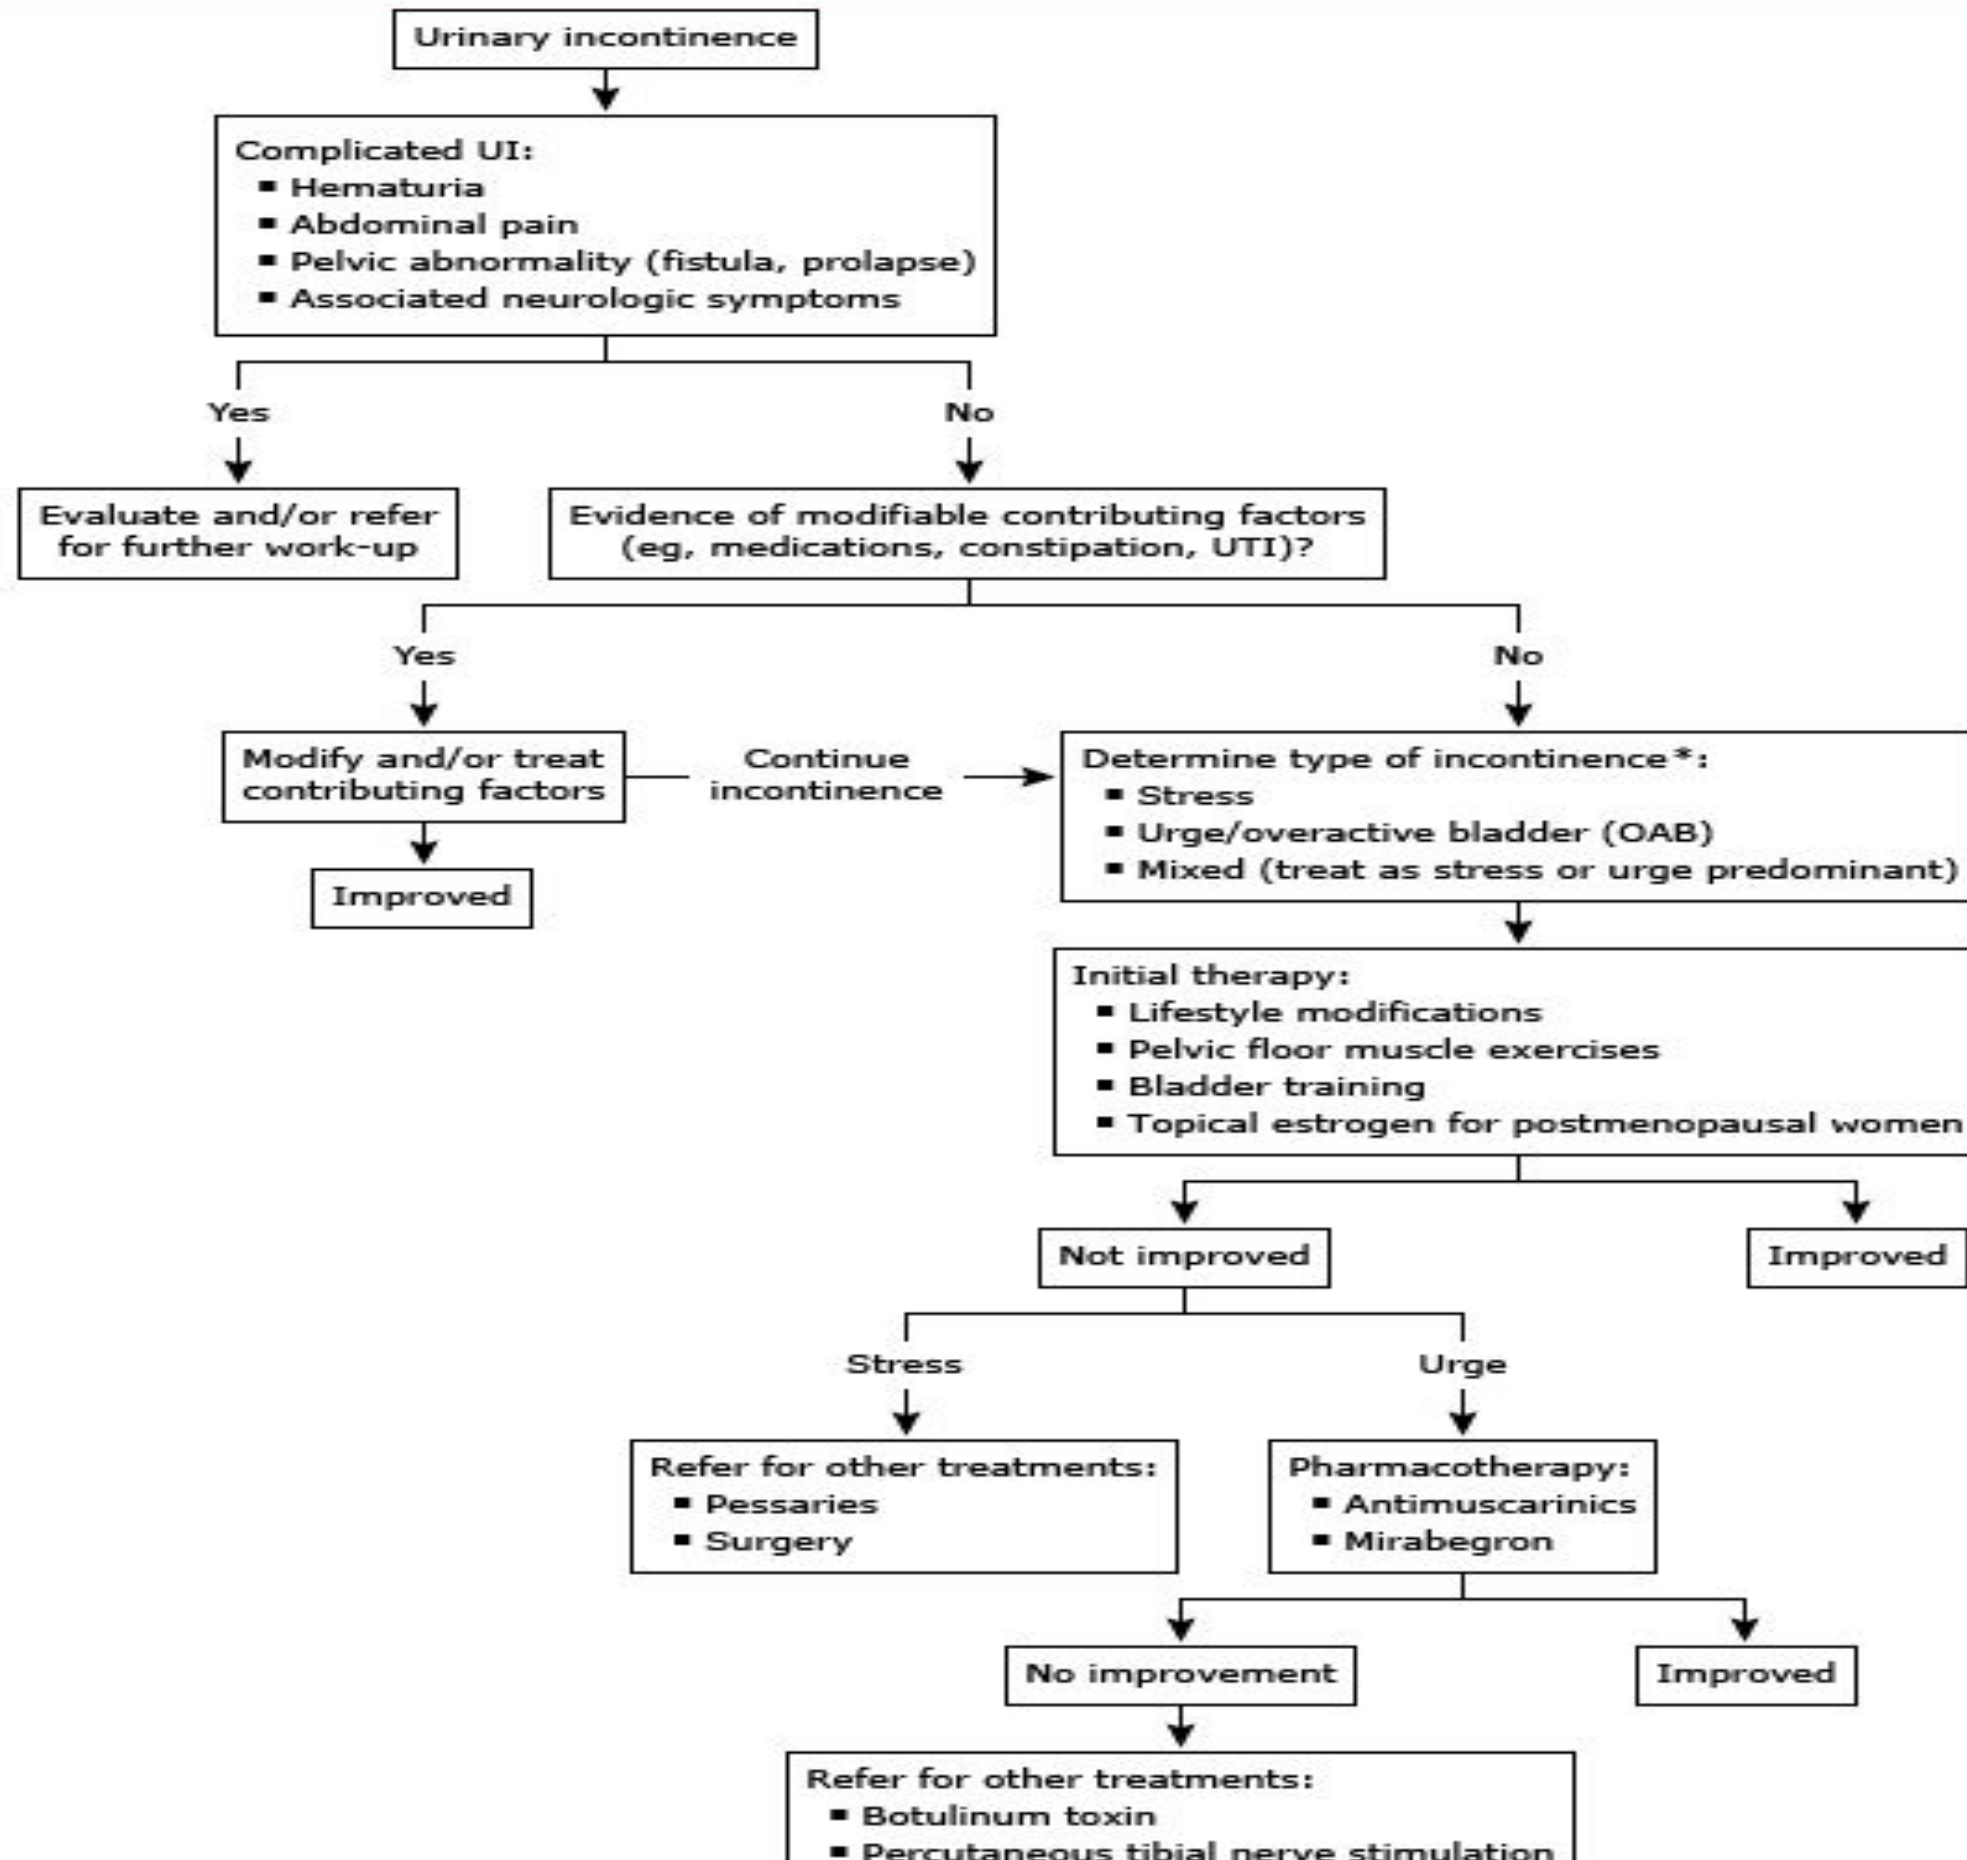 Urinary incontinence
Complicated UI:
▪ Hematuria
▪ Abdominal pain
▪ Pelvic abnormality (fistula, prolapse)
▪ Associated neurologic symptoms
Yes
No
Evaluate and/or refer
for further work-up
Evidence of modifiable contributing factors
(eg, medications, constipation, UTI)?
Yes
No
Modify and/or treat
contributing factors
Continue
incontinence
Determine type of incontinence*:
▪ Stress
▪ Urge/overactive bladder (OAB)
▪ Mixed (treat as stress or urge predominant)
Improved
Initial therapy:
▪ Lifestyle modifications
▪ Pelvic floor muscle exercises
▪ Bladder training
▪ Topical estrogen for postmenopausal women
Not improved
Improved
Stress
Urge
Refer for other treatments:
▪ Pessaries
▪ Surgery
Pharmacotherapy:
▪ Antimuscarinics
▪ Mirabegron
No improvement
Improved
Refer for other treatments:
▪ Botulinum toxin
▪ Percutaneous tibial nerve stimulation